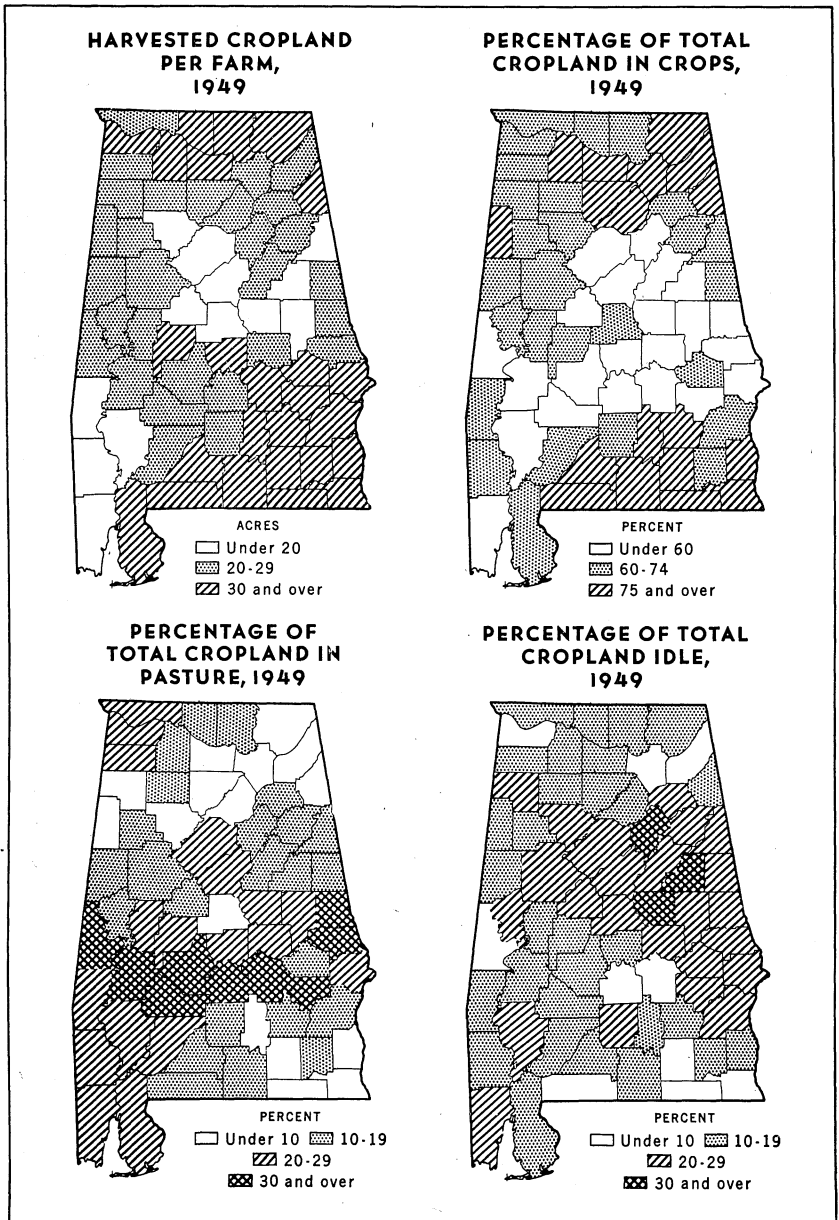 HARVESTED CROPLAND
PER FARM,
1949
ACRES
Under 20
20-29
30 and over
PERCENTAGE OF TOTAL
CROPLAND IN CROPS,
1949
PERCENT
Under 60
60-74
75 and over
PERCENTAGE OF
TOTAL CROPLAND IN
PASTURE, 1949
PERCENT
Under 10 10-19
20-29
30 and over
PERCENTAGE OF TOTAL
CROPLAND IDLE,
1949
PERCENT
Under 10 10-19
20-29
30 and over